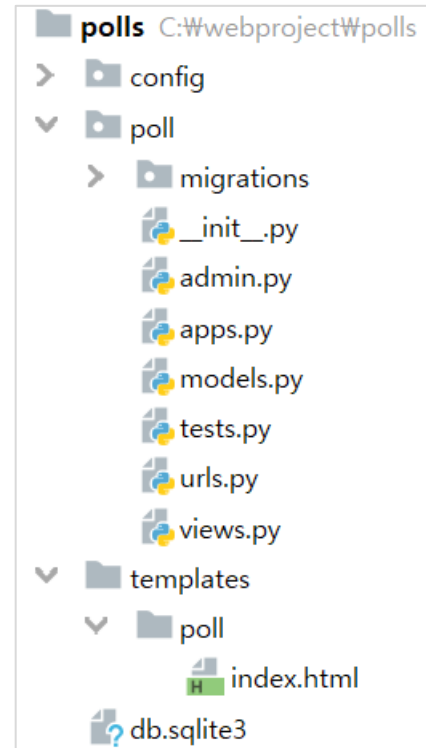 polls C:₩webproject₩polls
config
poll
migrations
__init__.py
admin.py
apps.py
models.py
tests.py
urls.py
views.py
templates
poll
H index.html
? db.sqlite3